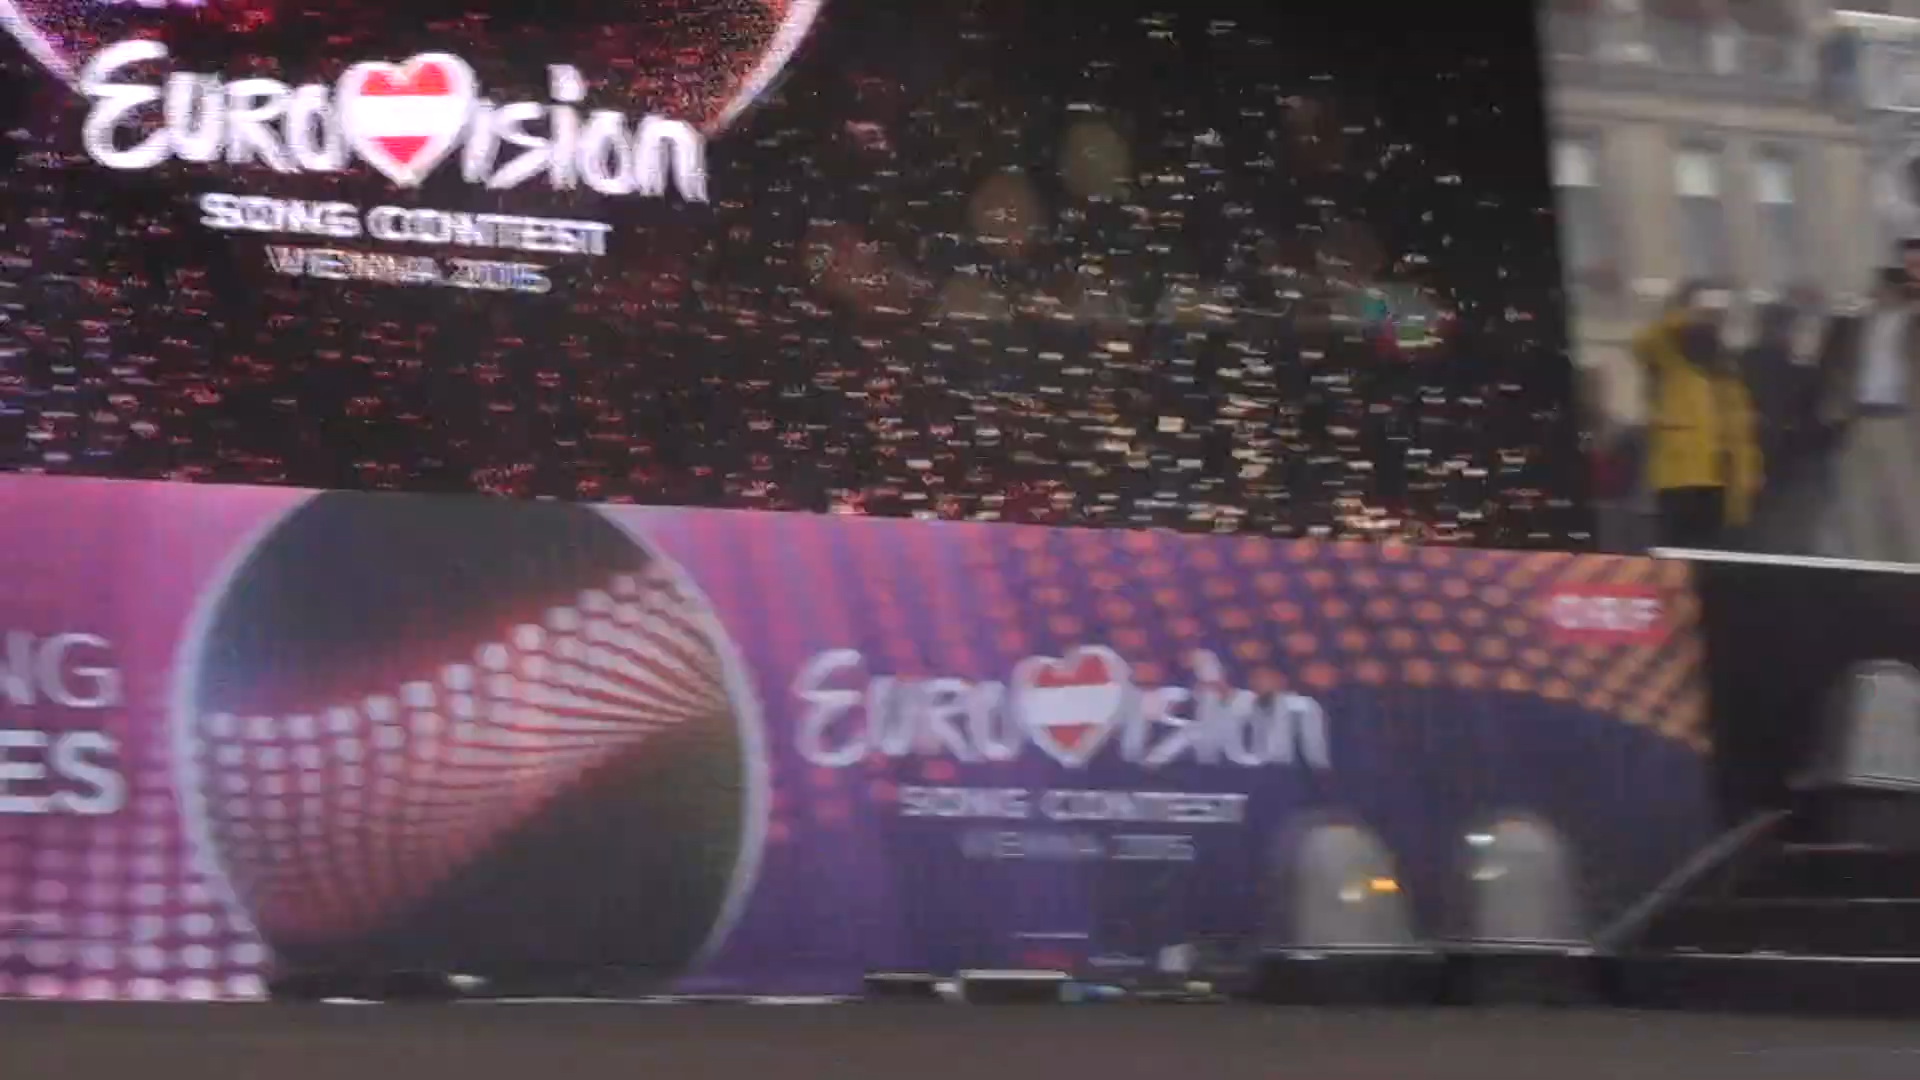 EUROVISION
SONG CONTEST
VIENNA 2015
NG
ES
ORF
EUROVISION
SONG CONTEST
VIENNA 2015